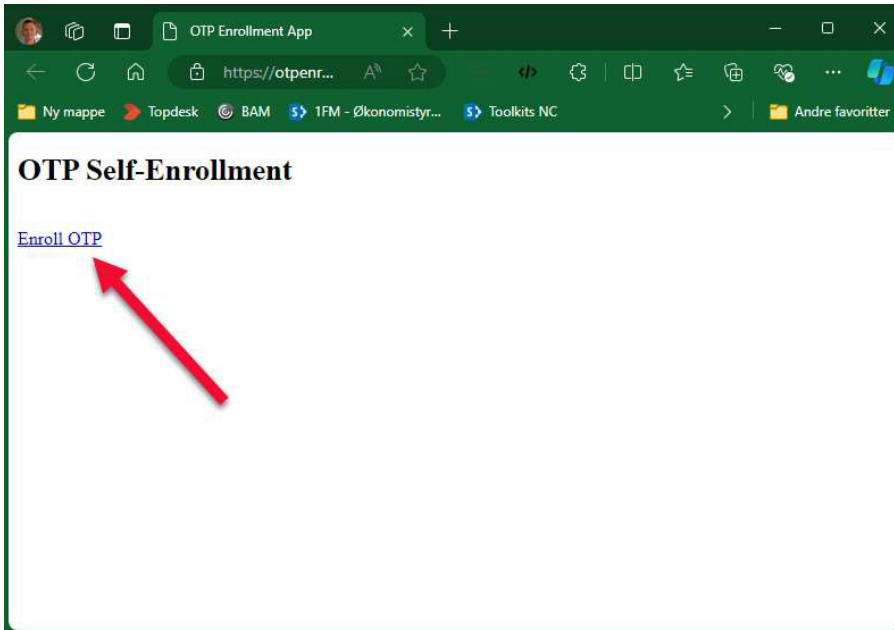 OTP Enrollment App
https://otpenr...
Ny mappe Topdesk BAM 1FM - Økonomistyr... Toolkits NC Andre favoritter
OTP Self-Enrollment
Enroll OTP